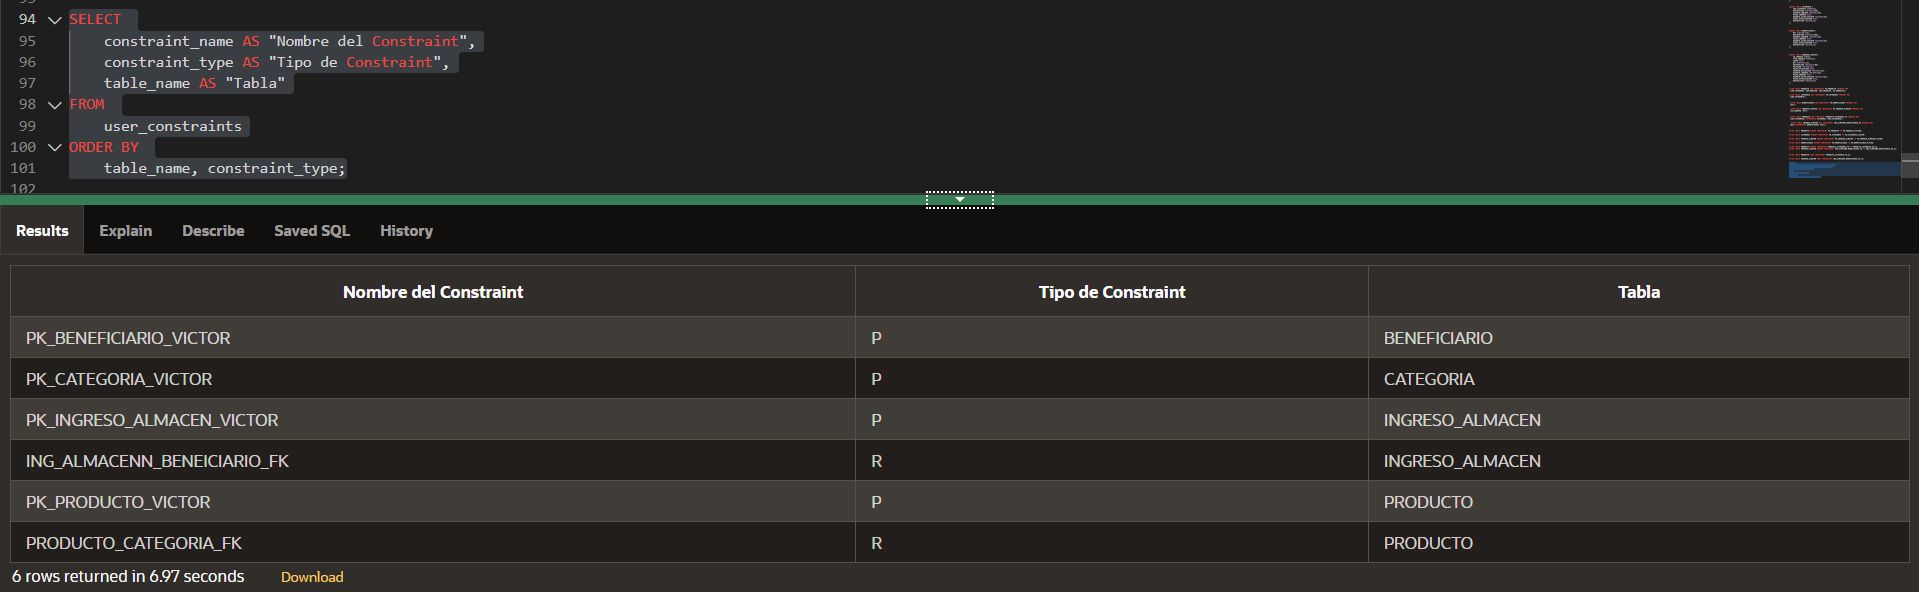 94 SELECT
95 constraint_name AS "Nombre del Constraint",
96 constraint_type AS "Tipo de Constraint",
97 table_name AS "Tabla"
98 FROM
99 user_constraints
100 ORDER BY
101 table_name, constraint_type;
102
Results Explain Describe Saved SQL History
Nombre del Constraint Tipo de Constraint Tabla
PK_BENEFICIARIO_VICTOR P BENEFICIARIO
PK_CATEGORIA_VICTOR P CATEGORIA
PK_INGRESO_ALMACEN_VICTOR P INGRESO_ALMACEN
ING_ALMACENN_BENEICIARIO_FK R INGRESO_ALMACEN
PK_PRODUCTO_VICTOR P PRODUCTO
PRODUCTO_CATEGORIA_FK R PRODUCTO
6 rows returned in 6.97 seconds Download